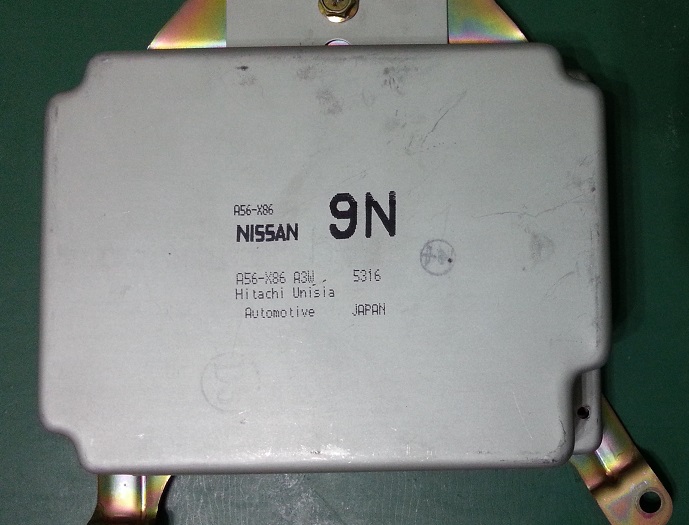 A56-X86
NISSAN 9N
A56-X86 A3W 5316
Hitachi Unisia
Automotive JAPAN